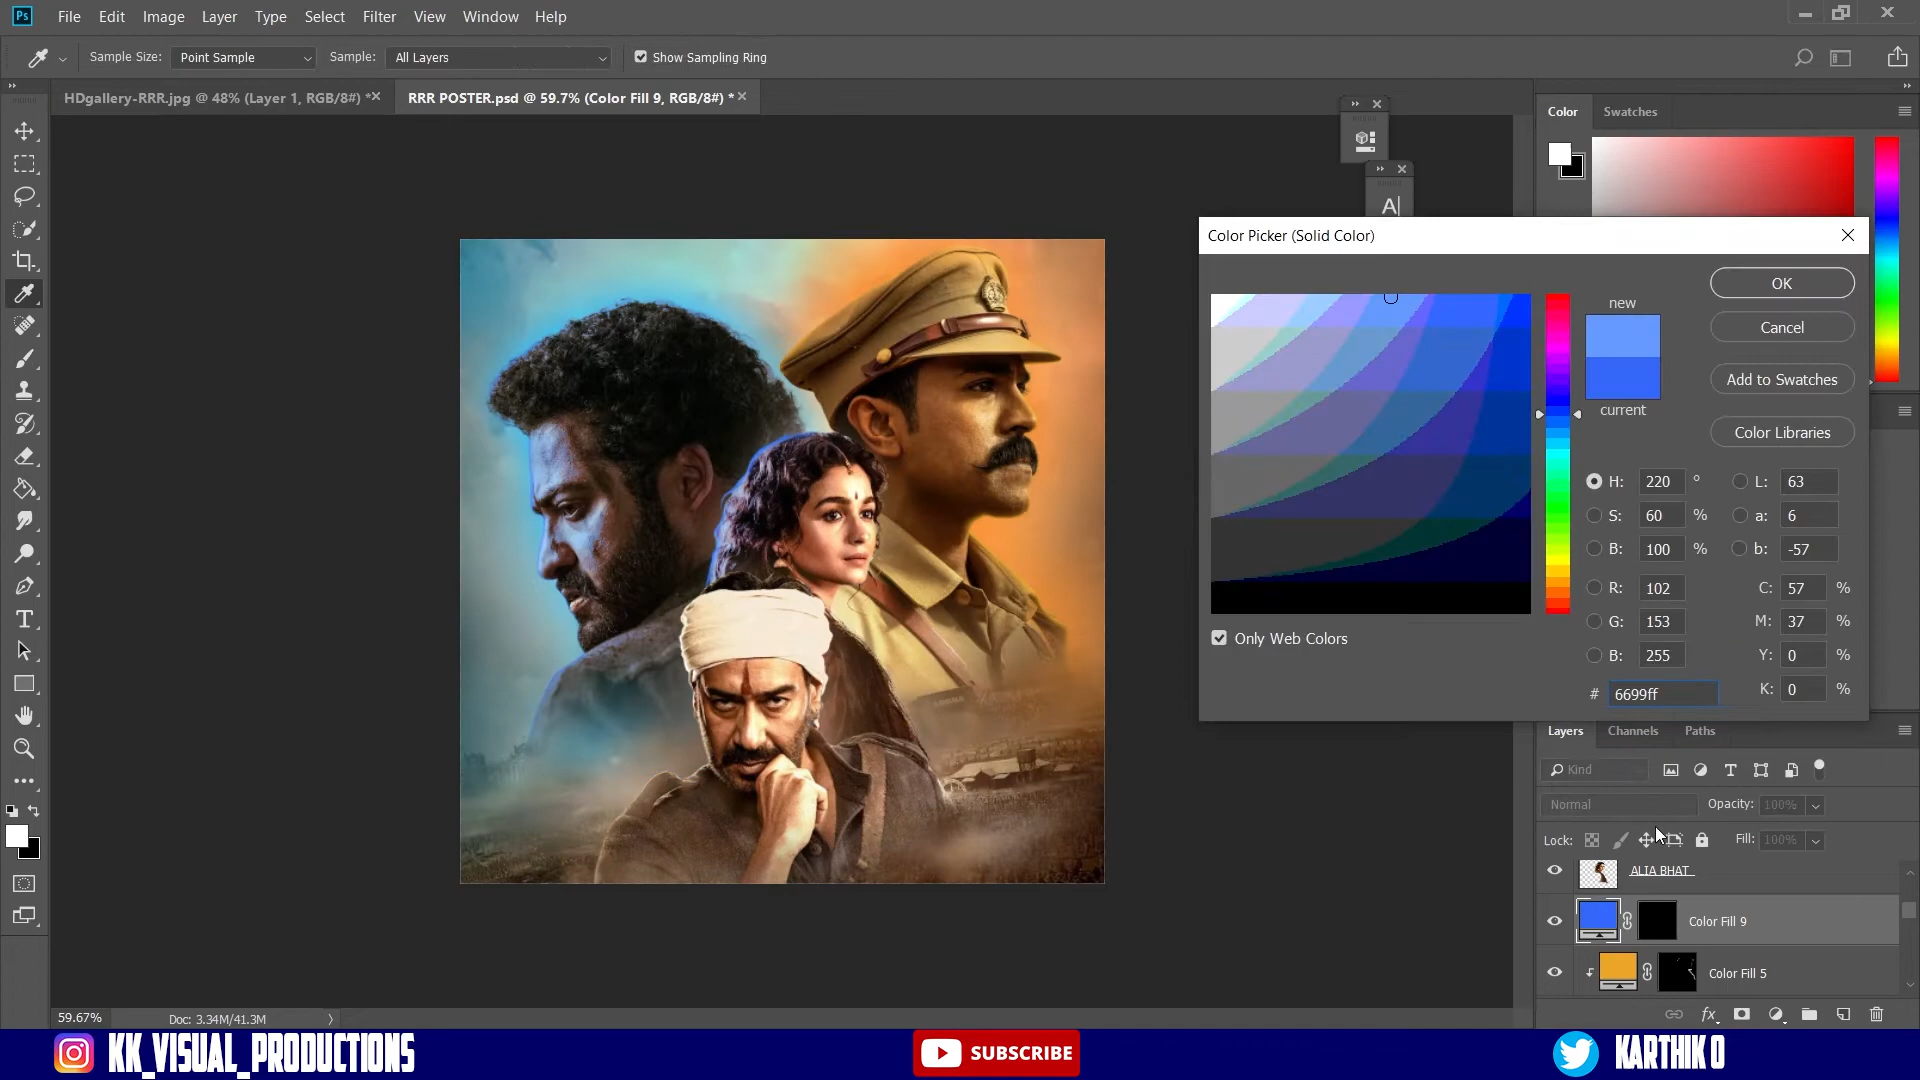 Ps File Edit Image Layer Type Select Filter View Window Help
Sample Size: Point Sample Sample: All Layers Show Sampling Ring
HDgallery-RRR.jpg @ 48% (Layer 1, RGB/8#) * RRR POSTER.psd @ 59.7% (Color Fill 9, RGB/8#) *
Color Swatches
A
Color Picker (Solid Color)
OK
new
Cancel
Add to Swatches
current
Color Libraries
H: 220 ° L: 63
S: 60 % a: 6
B: 100 % b: -57
R: 102 C: 57 %
G: 153 M: 37 %
B: 255 Y: 0 %
# 6699ff K: 0 %
Only Web Colors
Layers Channels Paths
Kind
Normal Opacity: 100%
Lock: Fill: 100%
ALIA BHAT
Color Fill 9
Color Fill 5
fx
59.67% Doc: 3.34M/41.3M
KK_VISUAL_PRODUCTIONS SUBSCRIBE KARTHIK O